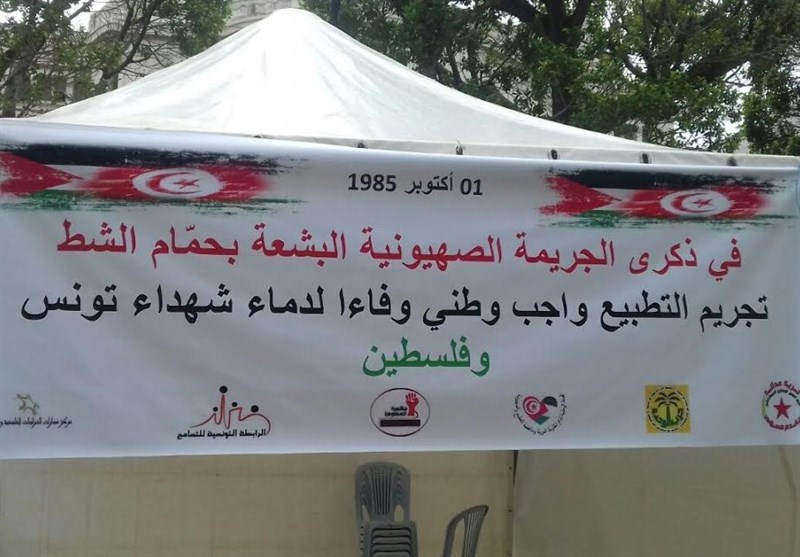 01 أكتوبر 1985
في ذكرى الجريمة الصهيونية البشعة بحمّام الشط
تجريم التطبيع واجب وطني وفاءا لدماء شهداء تونس
وفلسطين
الرابطة التونسية للتسامح